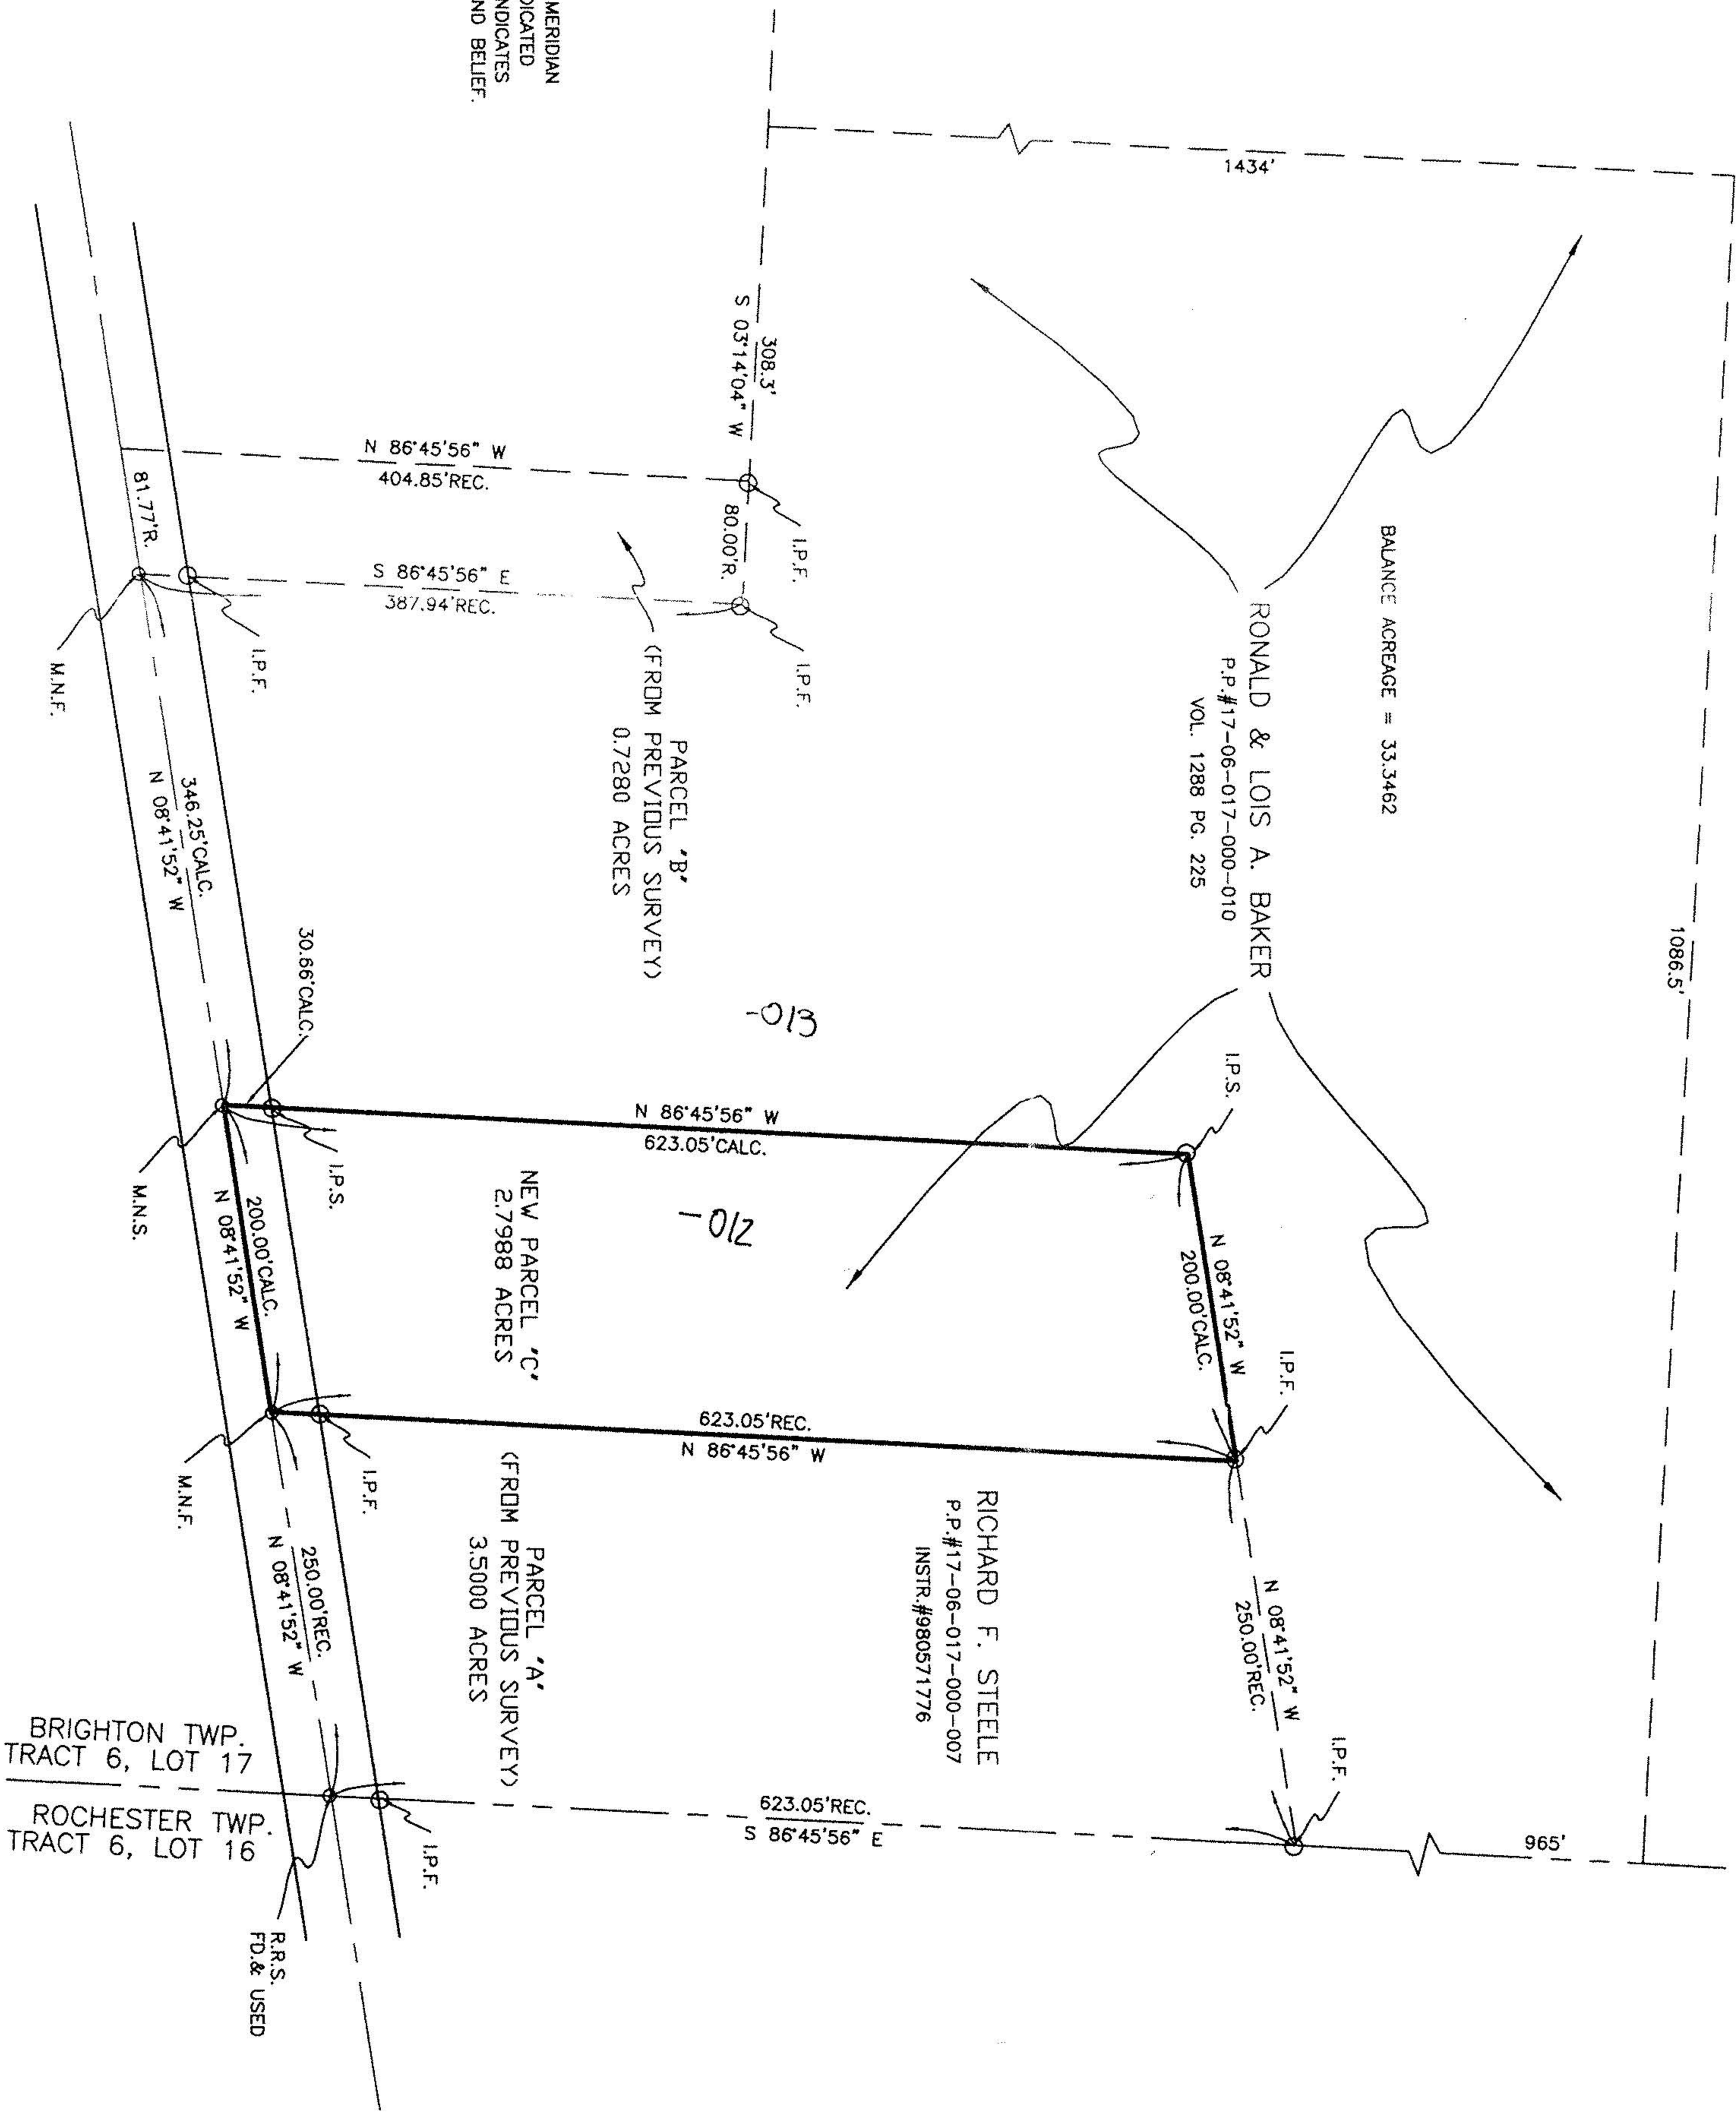 MERIDIAN
DICATED
NDICATES
ND BELIEF.
1434'
1086.5'
BALANCE ACREAGE = 33.3462
RONALD & LOIS A. BAKER
P.P.#17-06-017-000-010
VOL. 1288 PG. 225
308.3'
S 03°14'04" W
80.00'R.
I.P.F.
I.P.F.
N 86°45'56" W
404.85'REC.
S 86°45'56" E
387.94'REC.
81.77'R.
I.P.F.
M.N.F.
PARCEL "B"
(FROM PREVIOUS SURVEY)
0.7280 ACRES
346.25'CALC.
N 08°41'52" W
30.66'CALC.
-013
I.P.S.
N 86°45'56" W
623.05'CALC.
I.P.S.
M.N.S.
NEW PARCEL "C"
2.7988 ACRES
-012
N 08°41'52" W
200.00'CALC.
I.P.F.
200.00'CALC.
N 08°41'52" W
623.05'REC.
N 86°45'56" W
I.P.F.
M.N.F.
RICHARD F. STEELE
P.P.#17-06-017-000-007
INSTR.#980571776
PARCEL "A"
(FROM PREVIOUS SURVEY)
3.5000 ACRES
N 08°41'52" W
250.00'REC.
I.P.F.
250.00'REC.
N 08°41'52" W
623.05'REC.
S 86°45'56" E
965'
I.P.F.
R.R.S.
FD.& USED
BRIGHTON TWP.
TRACT 6, LOT 17
ROCHESTER TWP.
TRACT 6, LOT 16